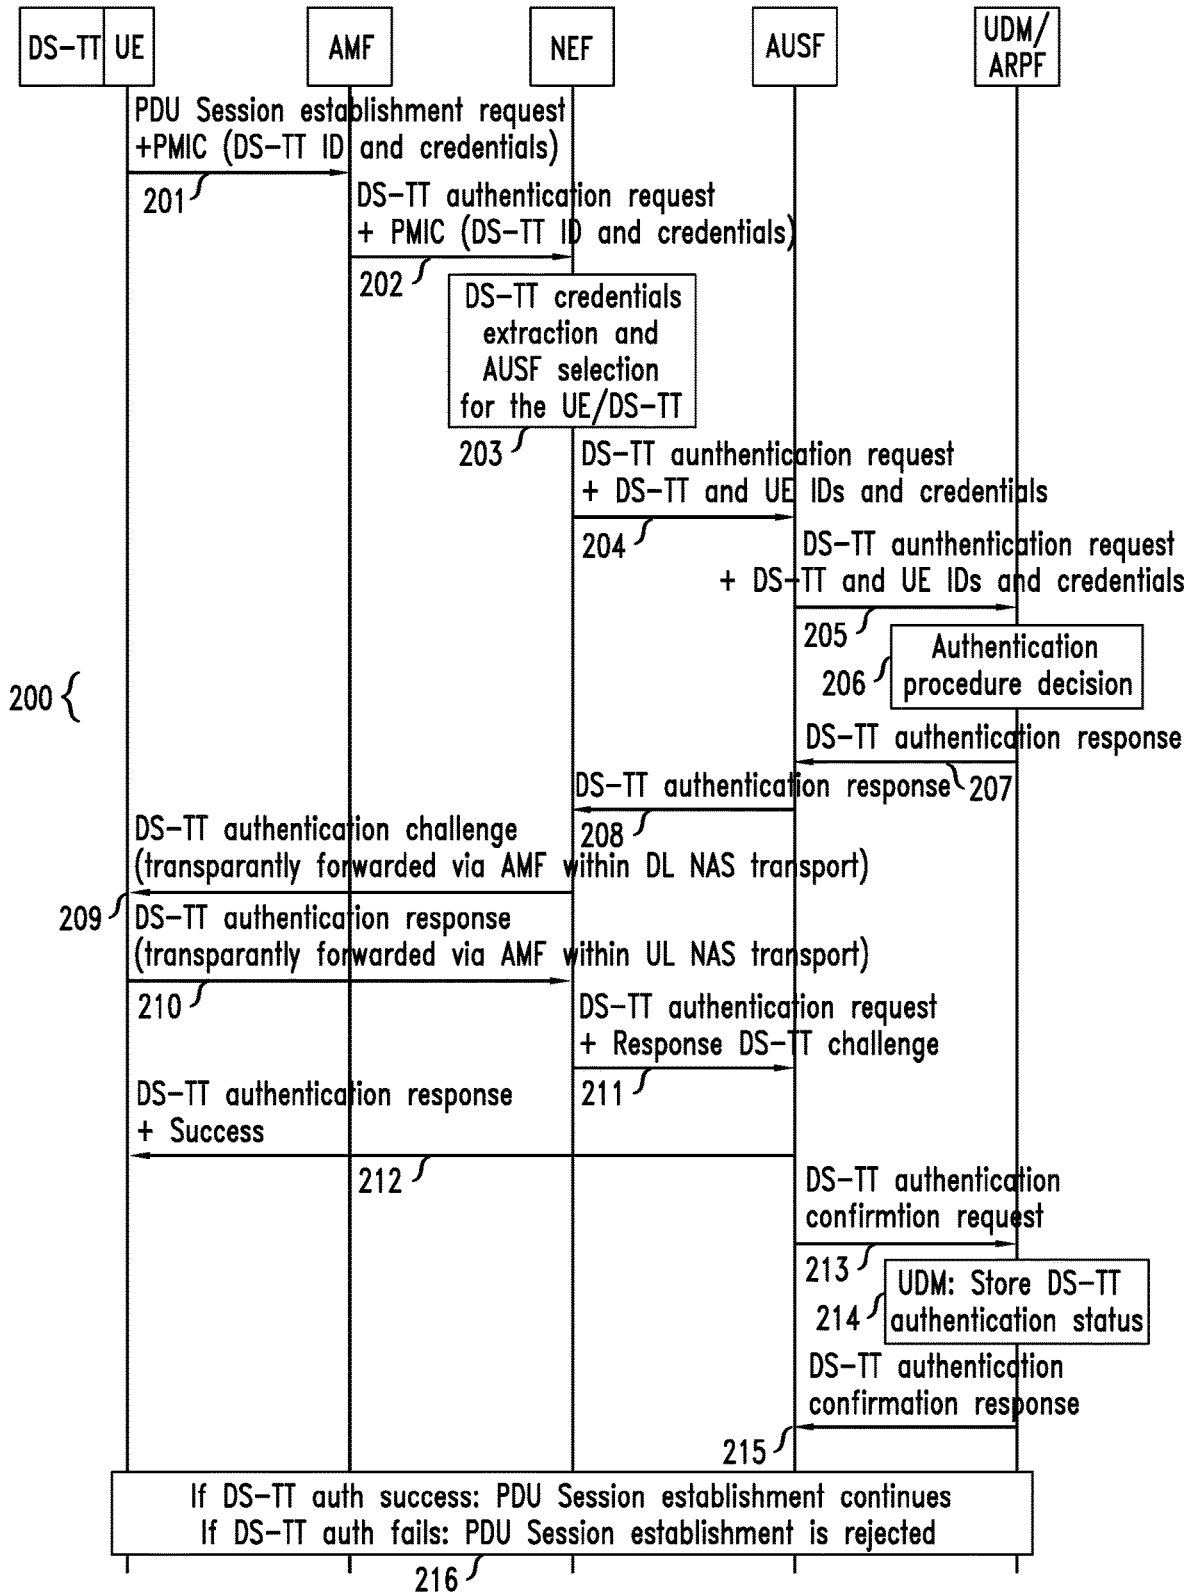 DS-TT UE AMF NEF AUSF UDM/
ARPF
PDU Session establishment request
+PMIC (DS-TT ID and credentials)
201
DS-TT authentication request
+ PMIC (DS-TT ID and credentials)
202
DS-TT credentials
extraction and
AUSF selection
for the UE/DS-TT
203
DS-TT aunthentication request
+ DS-TT and UE IDs and credentials
204
DS-TT aunthentication request
+ DS-TT and UE IDs and credentials
205
Authentication
procedure decision
206
200
DS-TT authentication response
207
DS-TT authentication response
208
DS-TT authentication challenge
(transparantly forwarded via AMF within DL NAS transport)
209
DS-TT authentication response
(transparantly forwarded via AMF within UL NAS transport)
210
DS-TT authentication request
+ Response DS-TT challenge
211
DS-TT authentication response
+ Success
212
DS-TT authentication
confirmtion request
213
UDM: Store DS-TT
authentication status
214
DS-TT authentication
confirmation response
215
If DS-TT auth success: PDU Session establishment continues
If DS-TT auth fails: PDU Session establishment is rejected
216